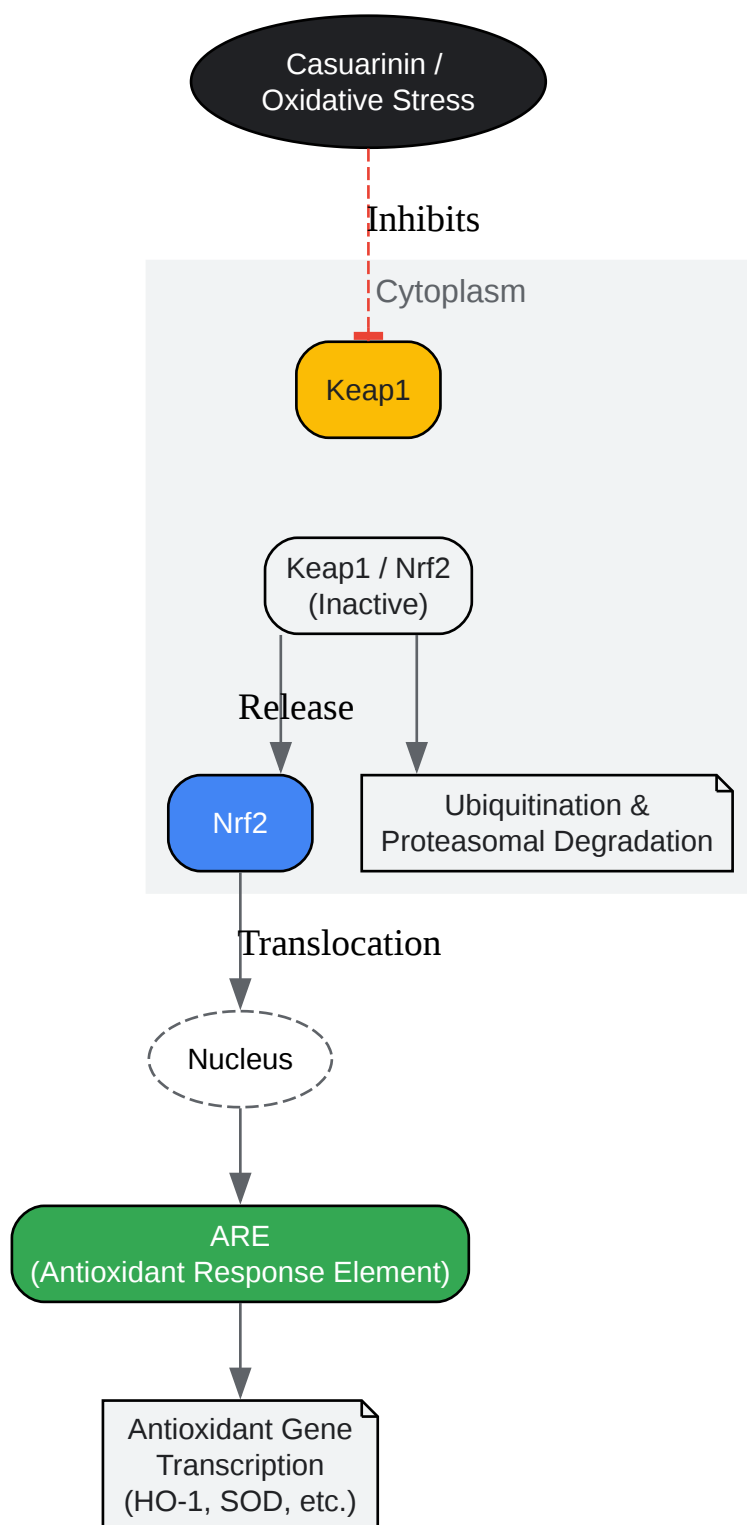 Casuarinin /
Oxidative Stress
Inhibits
Cytoplasm
Keap1
Keap1 / Nrf2
(Inactive)
Release
Nrf2
Ubiquitination &
Proteasomal Degradation
Translocation
Nucleus
ARE
(Antioxidant Response Element)
Antioxidant Gene
Transcription
(HO-1, SOD, etc.)